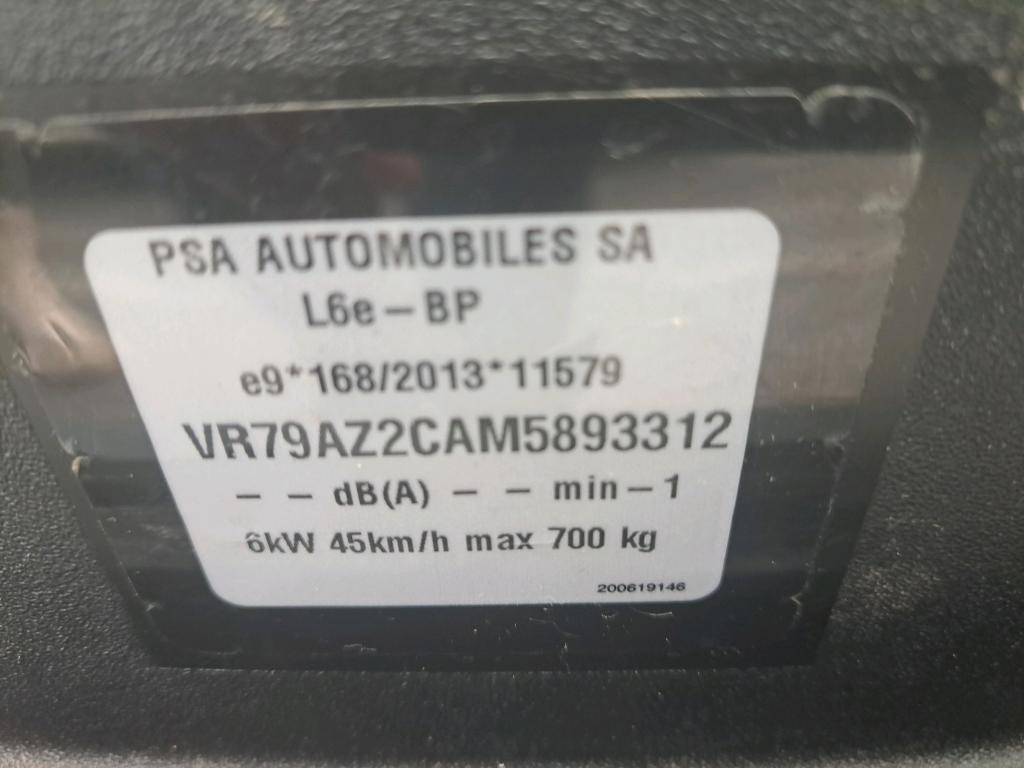 PSA AUTOMOBILES SA
L6e-BP
e9*168/2013*11579
VR79AZ2CAM5893312
- - dB(A) - - min-1
6kW 45km/h max 700 kg
200619146